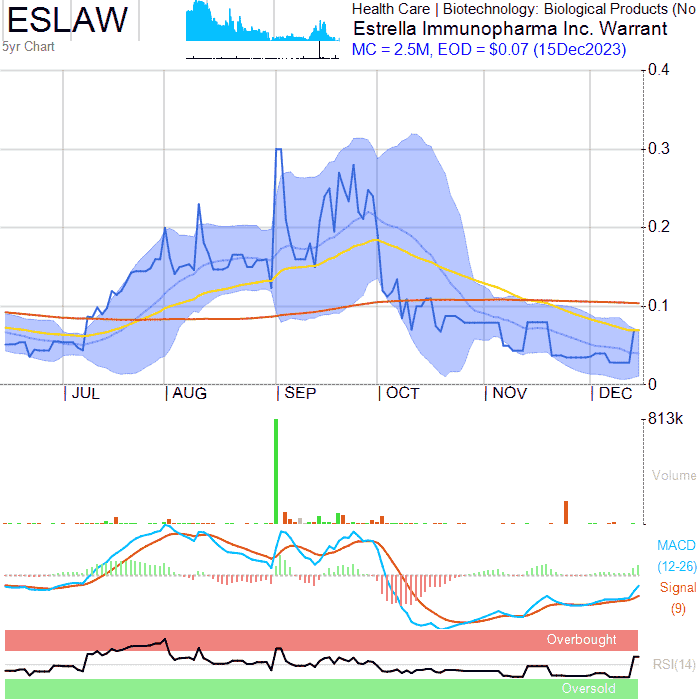 ESLAW
5yr Chart
Health Care | Biotechnology: Biological Products (No
Estrella Immunopharma Inc. Warrant
MC = 2.5M, EOD = $0.07 (15Dec2023)
0.4
0.3
0.2
0.1
0
JUL AUG SEP OCT NOV DEC
813k
Volume
MACD
(12-26)
Signal
(9)
Overbought
RSI(14)
Oversold